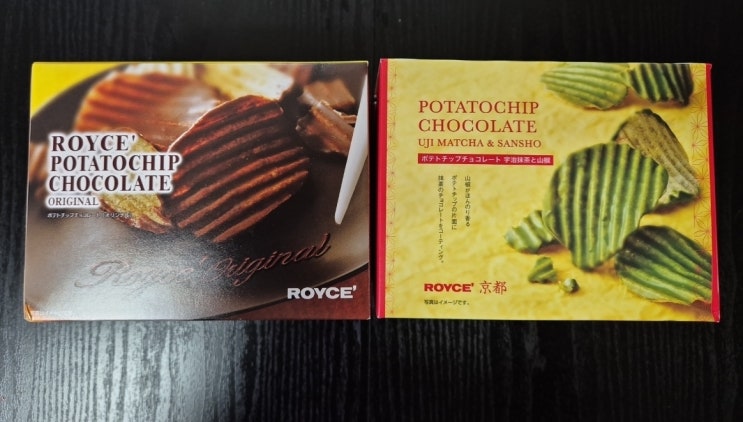 ROYCE'
POTATOCHIP
CHOCOLATE
ORIGINAL
ポテトチップチョコレート［オリジナル］
Royce' Original
ROYCE'
POTATOCHIP
CHOCOLATE
UJI MATCHA & SANSHO
ポテトチップチョコレート 宇治抹茶と山椒
山椒がほんのり香る
ポテトチップの片面に
抹茶のチョコレートをコーティング。
ROYCE' 京都
写真はイメージです。